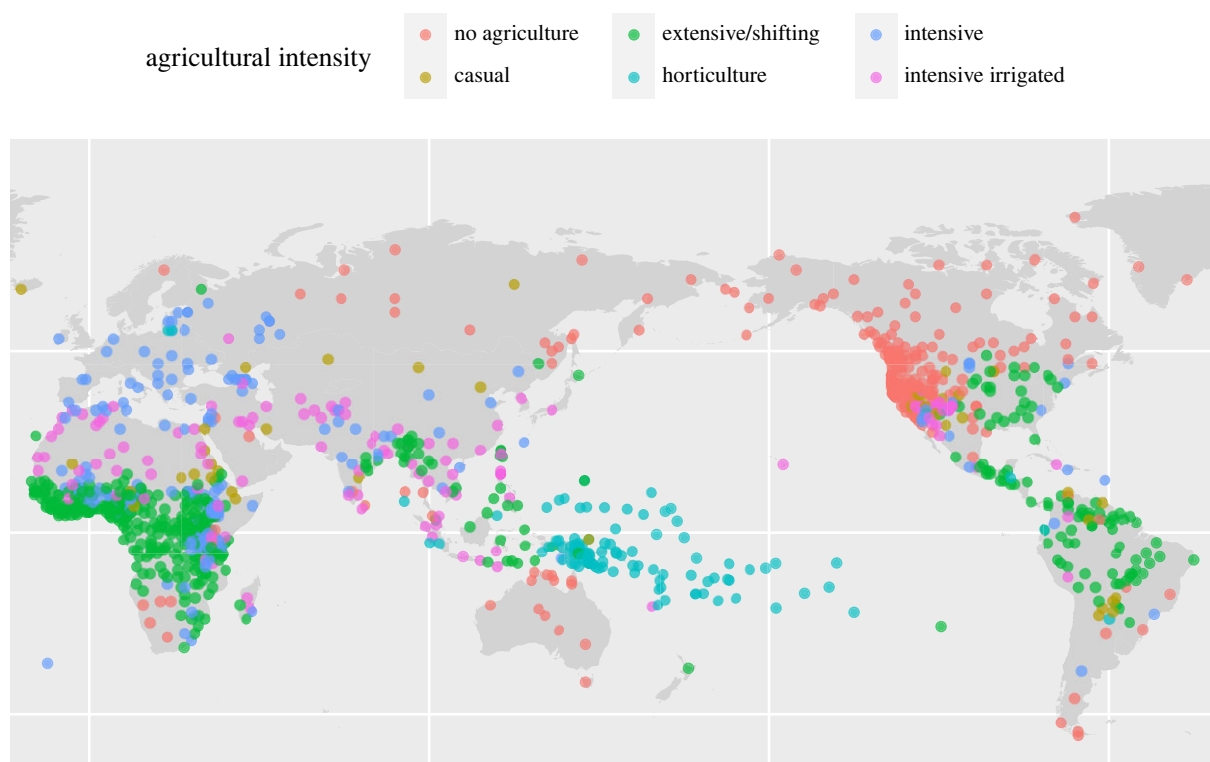 agricultural intensity
no agriculture
extensive/shifting
intensive
casual
horticulture
intensive irrigated